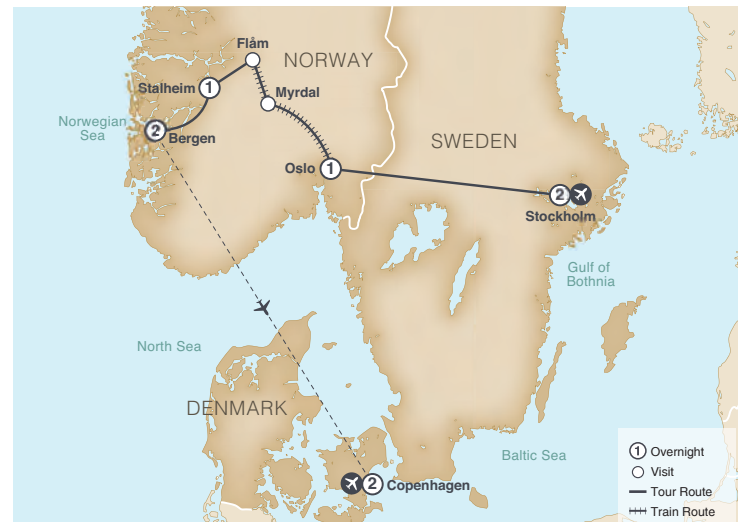 Flåm
NORWAY
Stalheim
1
Myrdal
Norwegian
Sea
2
Bergen
SWEDEN
Oslo
1
2
Stockholm
Gulf of
Bothnia
North Sea
DENMARK
Baltic Sea
2
Copenhagen
1 Overnight
Visit
Tour Route
Train Route